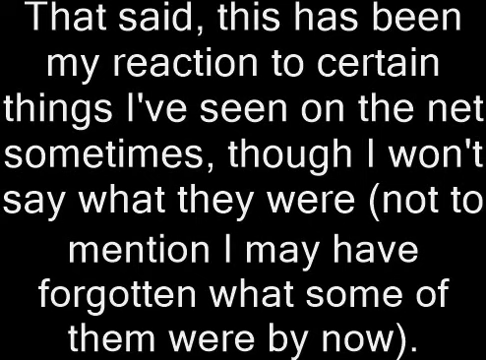 That said, this has been
my reaction to certain
things I've seen on the net
sometimes, though I won't
say what they were (not to
mention I may have
forgotten what some of
them were by now).